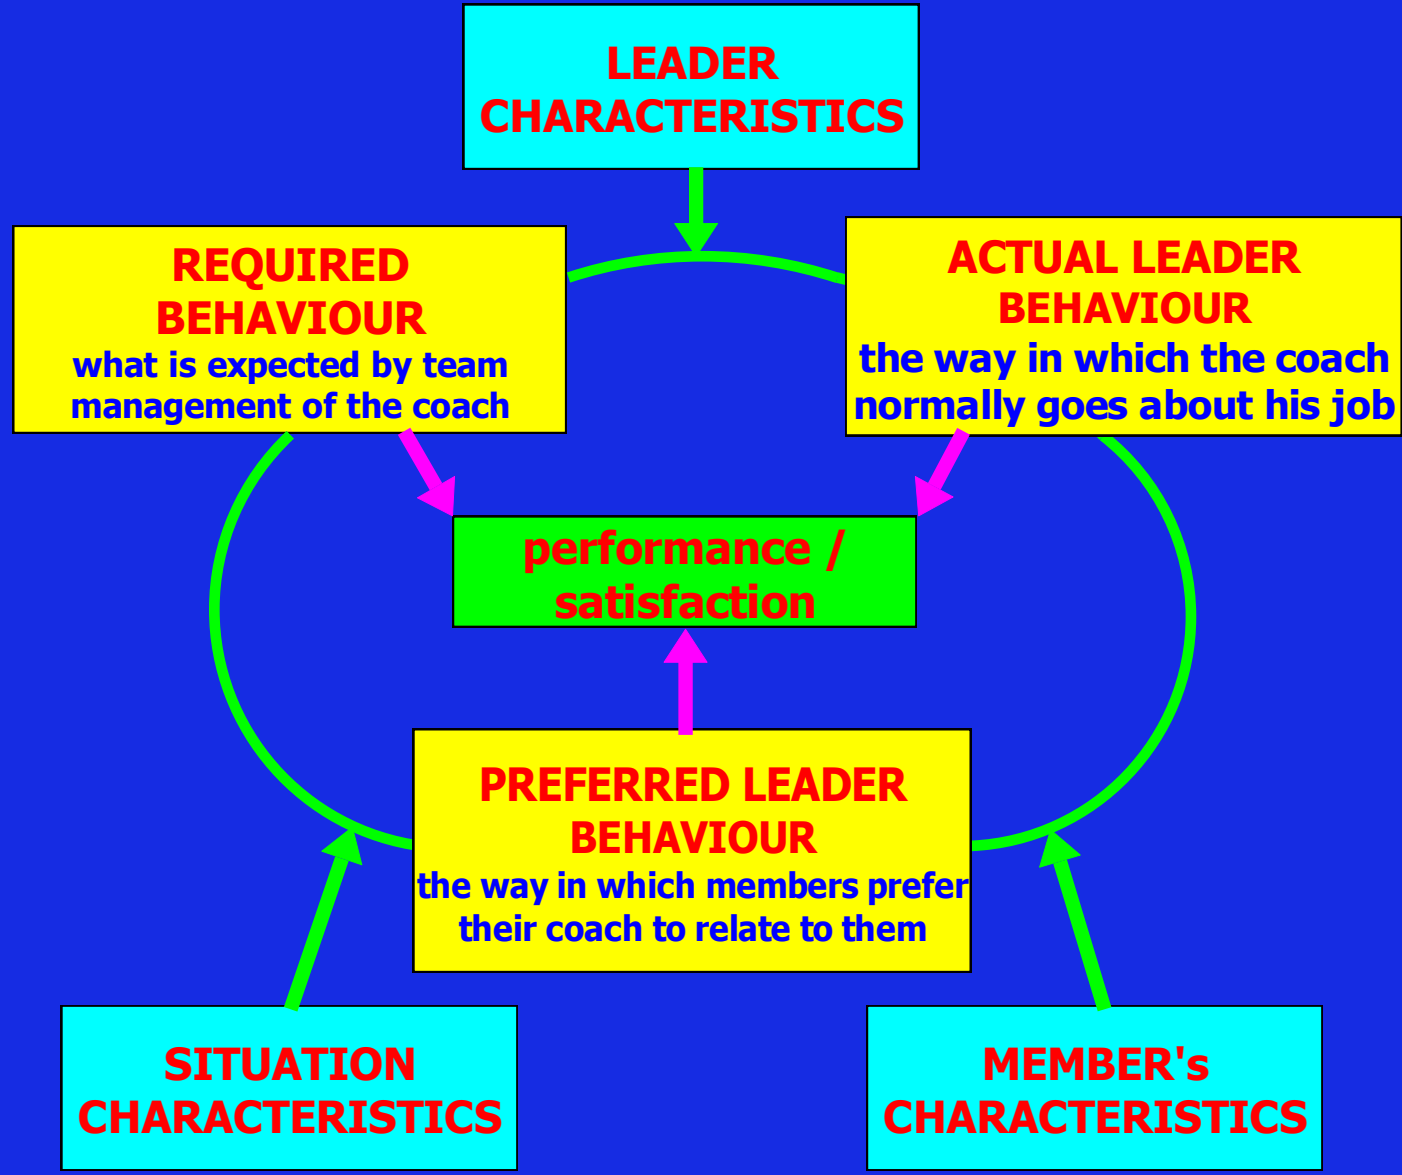 LEADER
CHARACTERISTICS
REQUIRED
BEHAVIOUR
what is expected by team
management of the coach
ACTUAL LEADER
BEHAVIOUR
the way in which the coach
normally goes about his job
performance /
satisfaction
PREFERRED LEADER
BEHAVIOUR
the way in which members prefer
their coach to relate to them
SITUATION
CHARACTERISTICS
MEMBER's
CHARACTERISTICS